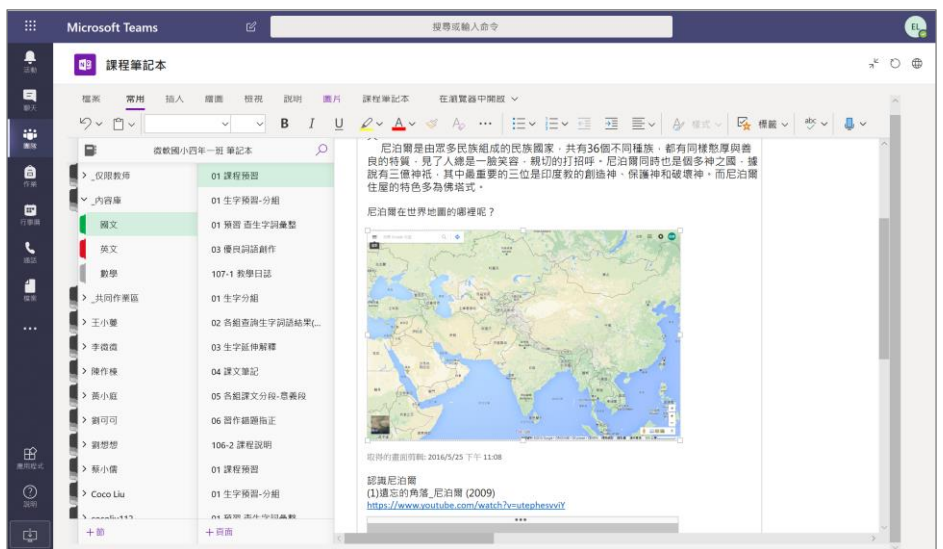 Microsoft Teams
搜尋或輸入命令
EL
活動
聊天
團隊
作業
行事曆
通話
檔案
應用程式
說明
課程筆記本
檔案 常用 插入 繪圖 檢視 說明 圖片 課程筆記本 在瀏覽器中開啟
B I U 樣式 標籤 abc
微軟國小四年一班 筆記本
_僅限教師
_內容庫
國文
英文
數學
_共同作業區
王小薑
李微微
陳作棟
黃小庭
劉可可
劉想想
蔡小儒
Coco Liu
+節
01 課程預習
01 生字預習-分組
01 預習 查生字詞彙整
03 優良詞語創作
107-1 教學日誌
01 生字分組
02 各組查詢生字詞語結果(...
03 生字延伸解釋
04 課文筆記
05 各組課文分段-意義段
06 習作錯題指正
106-2 課程說明
01 課程預習
01 生字預習-分組
01 預習 查生字詞彙整
+頁面
尼泊爾是由眾多民族組成的民族國家，共有36個不同種族，都有同樣憨厚與善
良的特質，見了人總是一臉笑容，親切的打招呼。尼泊爾同時也是個多神之國，據
說有三億神祇，其中最重要的三位是印度教的創造神、保護神和破壞神。而尼泊爾
住屋的特色多為佛塔式。
尼泊爾在世界地圖的哪裡呢？
取得的畫面剪輯: 2016/5/25 下午 11:08
認識尼泊爾
(1)遺忘的角落_尼泊爾 (2009)
https://www.youtube.com/watch?v=utephesvviY